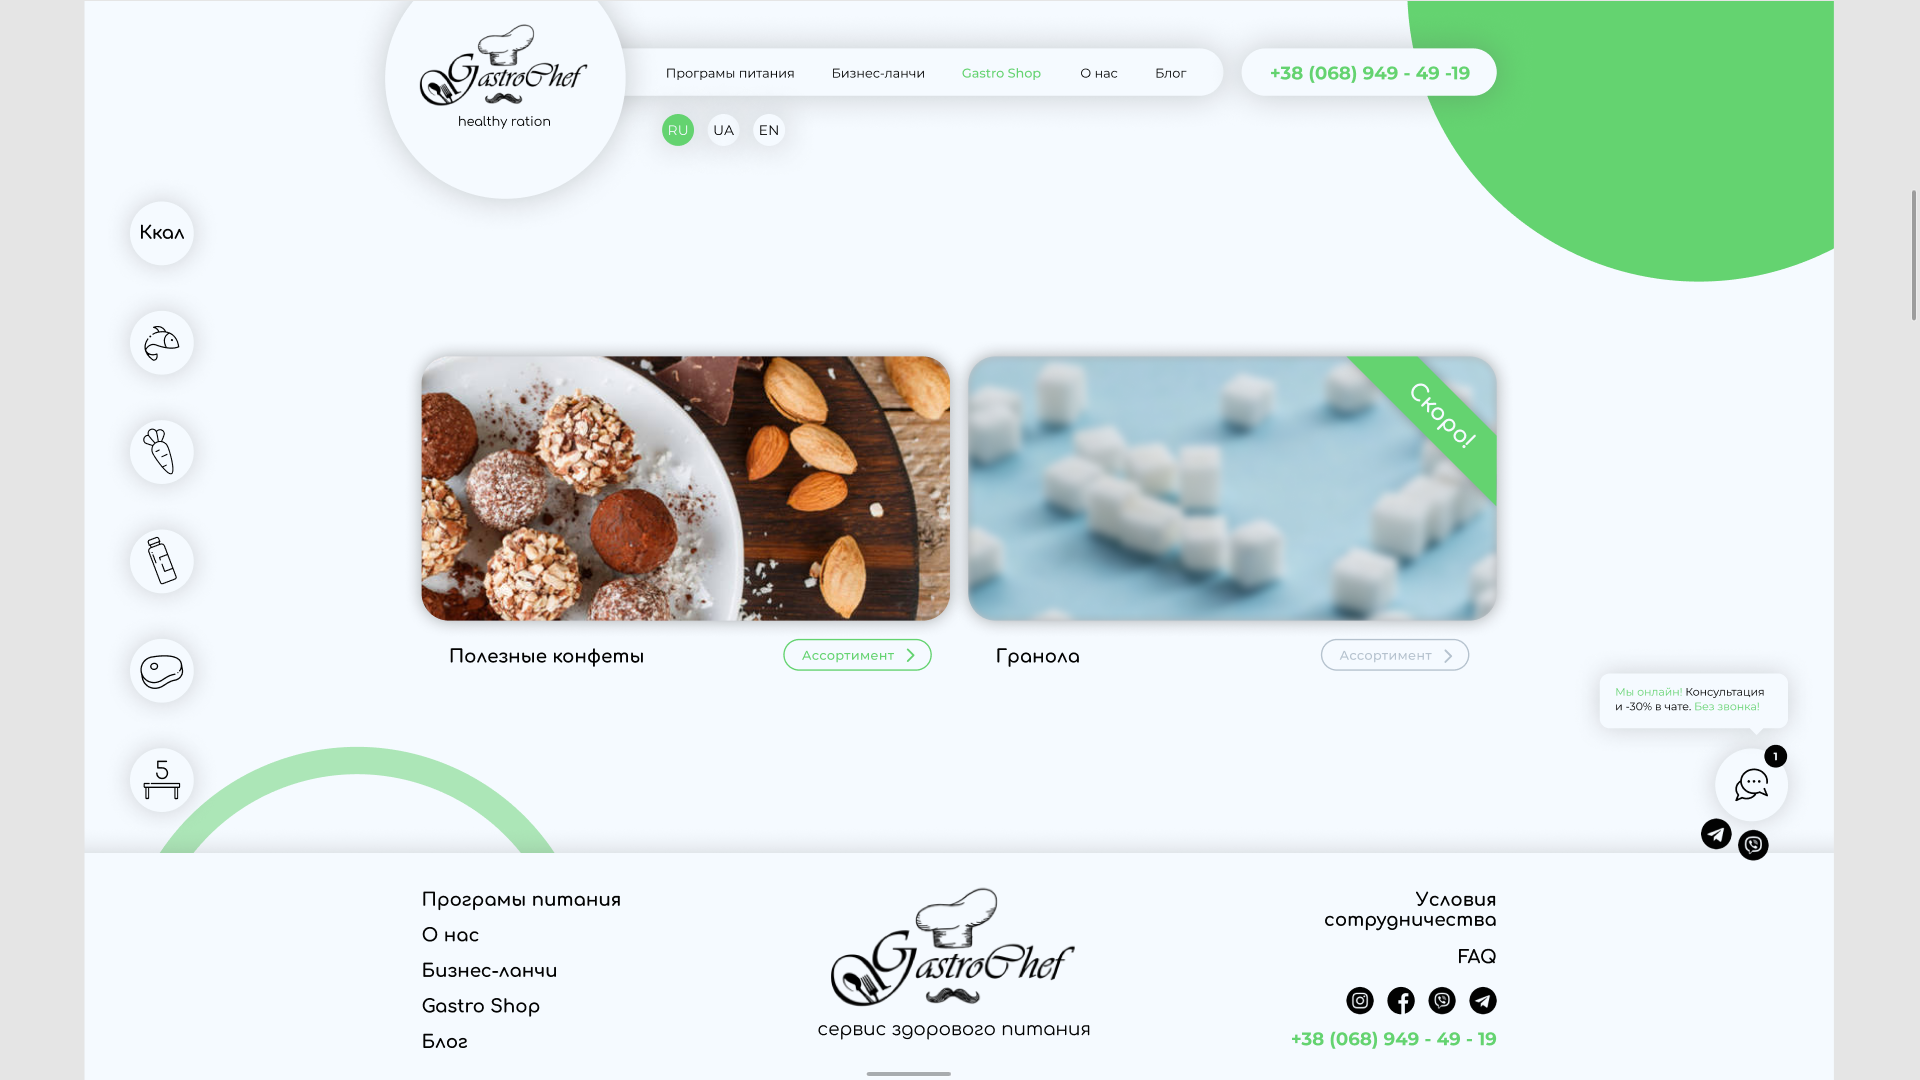 GastroChef
healthy ration
Програмы питания
Бизнес-ланчи
Gastro Shop
О нас
Блог
+38 (068) 949 - 49 -19
RU
UA
EN
Ккал
5
Скоро!
Полезные конфеты
Ассортимент
Гранола
Ассортимент
Мы онлайн! Консультация
и -30% в чате. Без звонка!
1
Програмы питания
О нас
Бизнес-ланчи
Gastro Shop
Блог
GastroChef
сервис здорового питания
Условия
сотрудничества
FAQ
+38 (068) 949 - 49 - 19